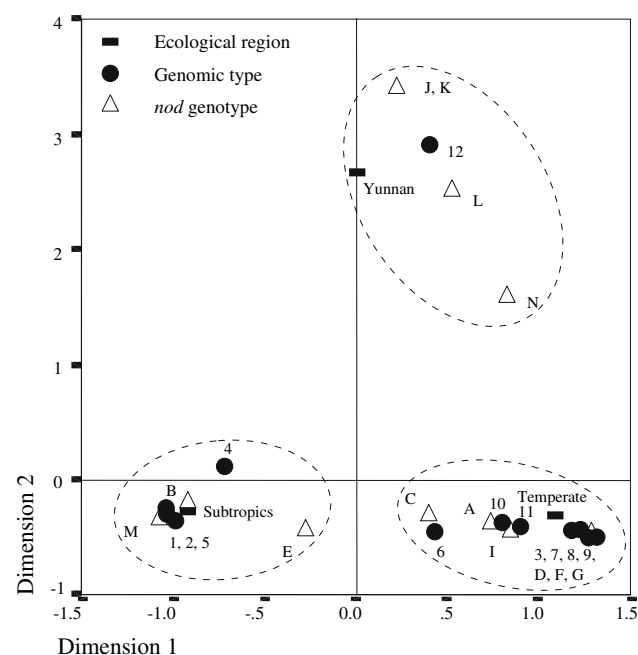 4
Ecological region
Genomic type
nod genotype
J, K
3
12
Yunnan
L
2
N
1
4
0
B
C
A
10
Temperate
11
M
Subtropics
1, 2, 5
E
6
I
3, 7, 8, 9,
D, F, G
-1
-1.5
-1.0
-.5
0.0
.5
1.0
1.5
Dimension 2
Dimension 1